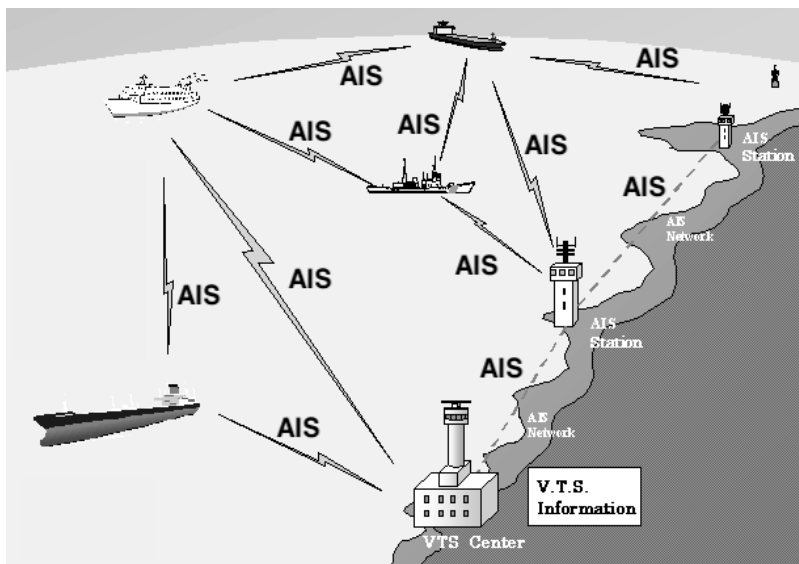 AIS
AIS
AIS
AIS
AIS
Station
AIS
AIS
Network
AIS
AIS
AIS
AIS
Station
AIS
AIS
Network
AIS
V.T.S.
Information
VTS Center